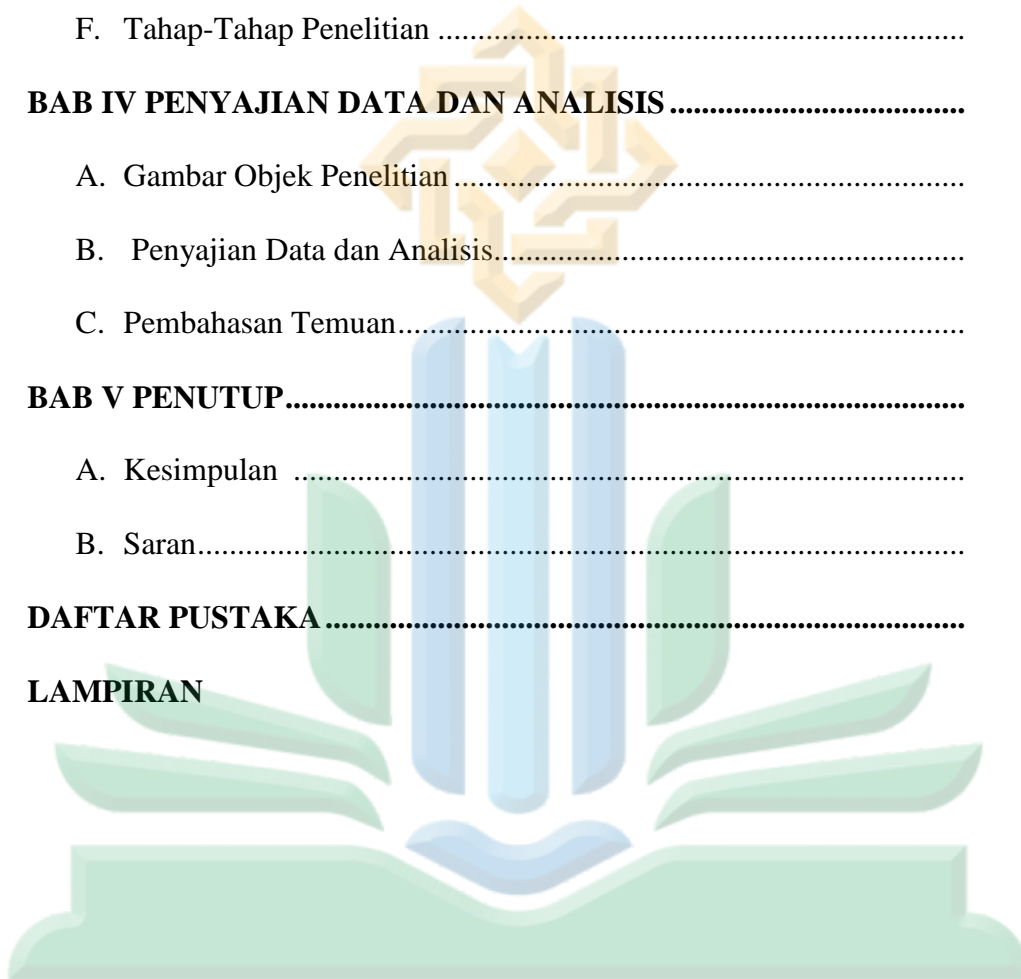 F. Tahap-Tahap Penelitian ..................................................................
BAB IV PENYAJIAN DATA DAN ANALISIS .....................................
A. Gambar Objek Penelitian ................................................................
B. Penyajian Data dan Analisis...........................................................
C. Pembahasan Temuan.......................................................................
BAB V PENUTUP.....................................................................................
A. Kesimpulan ....................................................................................
B. Saran................................................................................................
DAFTAR PUSTAKA ................................................................................
LAMPIRAN